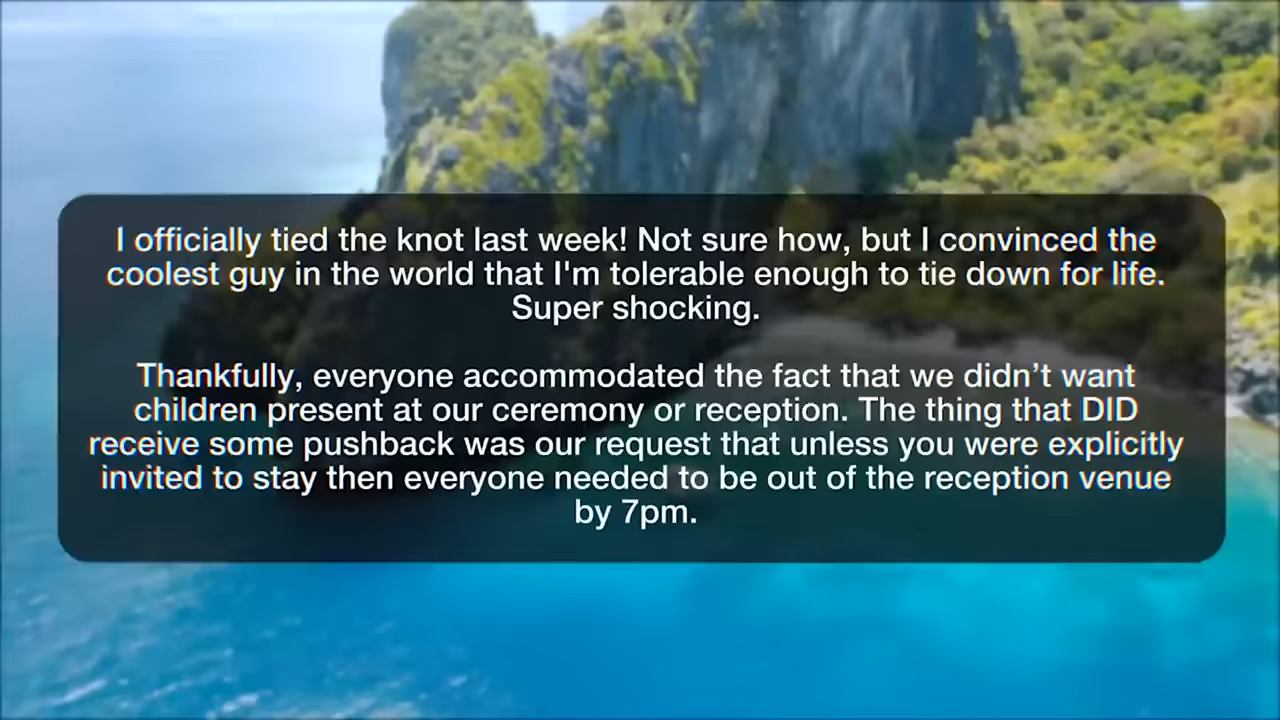 I officially tied the knot last week! Not sure how, but I convinced the
coolest guy in the world that I'm tolerable enough to tie down for life.
Super shocking.
Thankfully, everyone accommodated the fact that we didn’t want
children present at our ceremony or reception. The thing that DID
receive some pushback was our request that unless you were explicitly
invited to stay then everyone needed to be out of the reception venue
by 7pm.